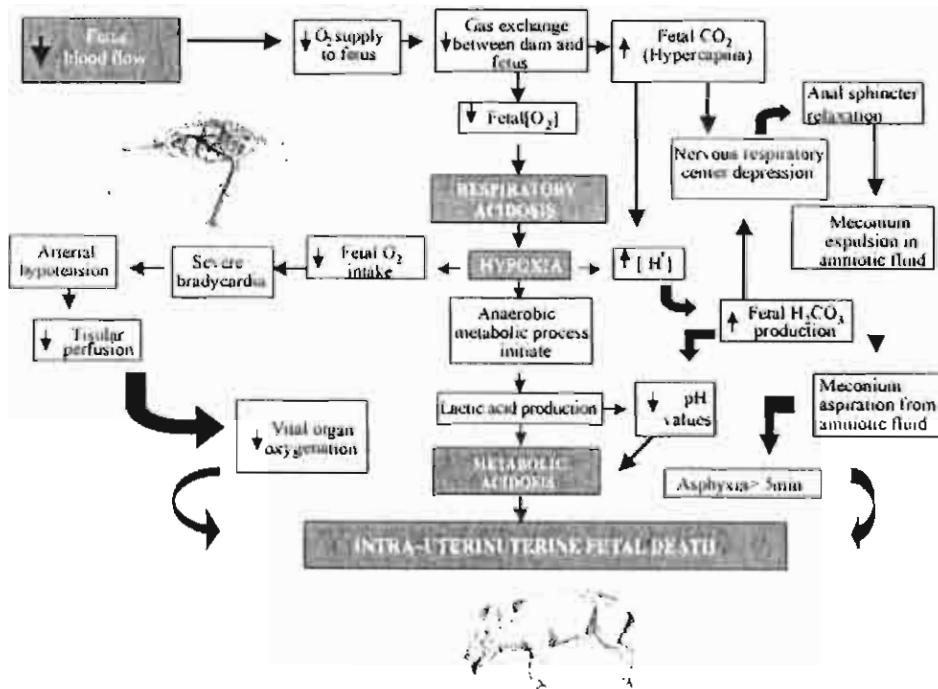 ↓ Fetal
blood flow
↓ O₂ supply
to fetus
↓ Gas exchange
between dam and
fetus
↑ Fetal CO₂
(Hypercapnia)
↓ Fetal[O₂]
Anal sphincter
relaxation
Nervous respiratory
center depression
RESPIRATORY
ACIDOSIS
Meconium
expulsion in
amniotic fluid
Arterial
hypotension
Severe
bradycardia
↓ Fetal O₂
intake
HYPOXIA
↑ [H⁺]
↑ Fetal H₂CO₃
production
Anaerobic
metabolic process
initiate
↓ Tisular
perfusion
Meconium
aspiration from
amniotic fluid
Lactic acid production
↓ pH
values
↓ Vital organ
oxygenation
METABOLIC
ACIDOSIS
Asphyxia> 5min
INTRA-UTERINUTERINE FETAL DEATH